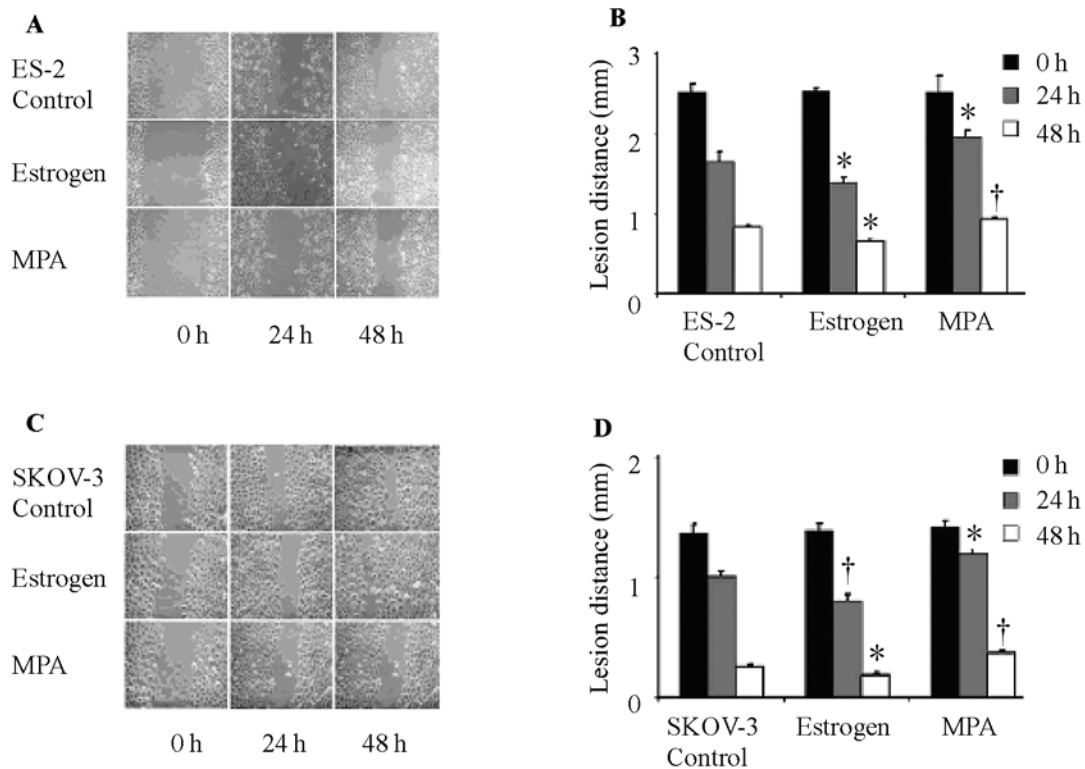 A
ES-2
Control
Estrogen
MPA
0 h 24 h 48 h
B
Lesion distance (mm)
3
2
1
0
0 h
24 h
48 h
*
*
*
†
ES-2
Control
Estrogen
MPA
C
SKOV-3
Control
Estrogen
MPA
0 h 24 h 48 h
D
Lesion distance (mm)
2
1
0
0 h
24 h
48 h
†
*
*
†
SKOV-3
Control
Estrogen
MPA